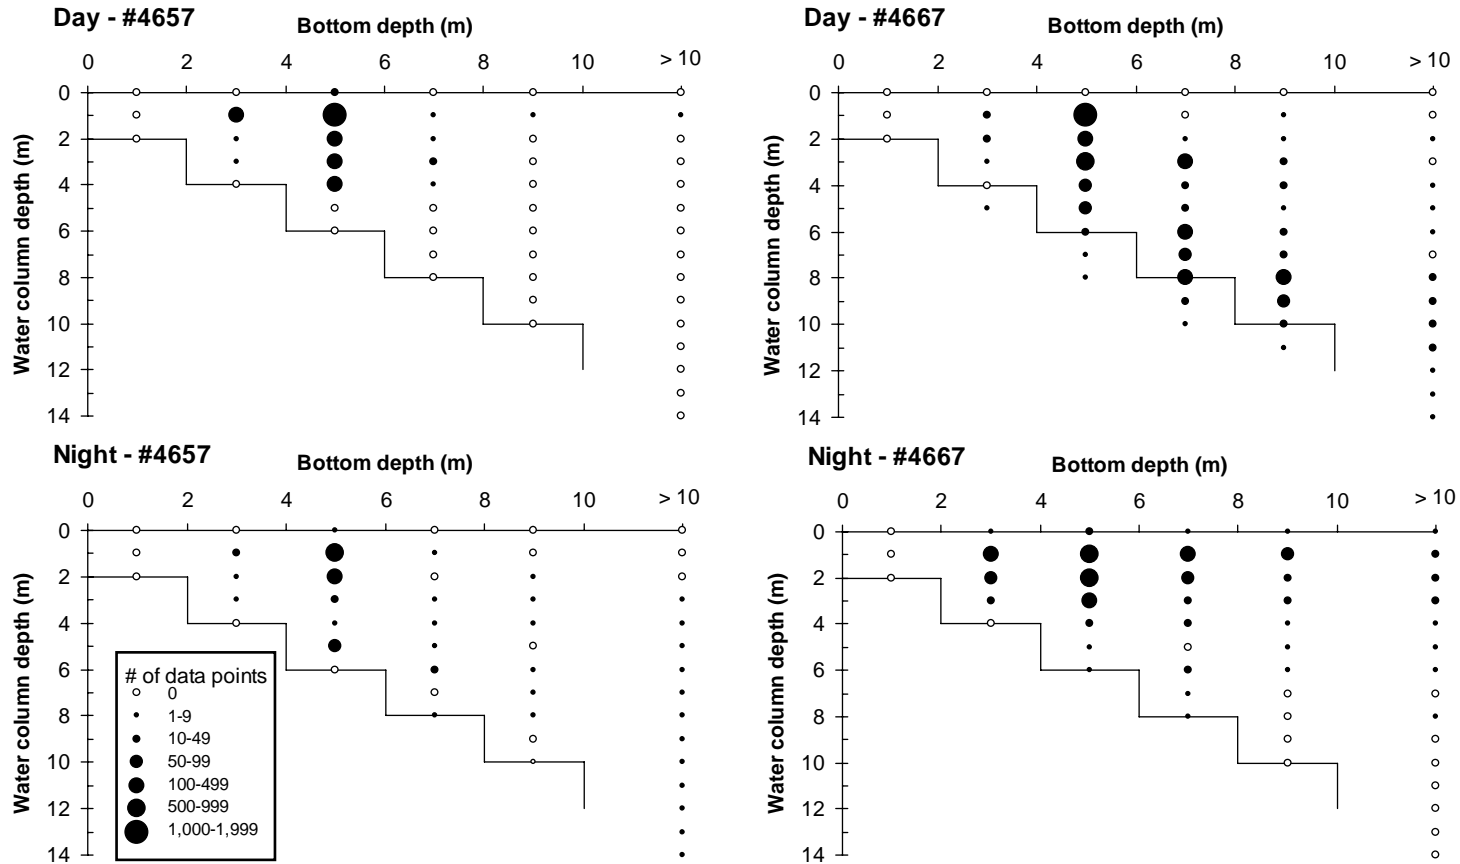 Day - #4657
Bottom depth (m)
0 2 4 6 8 10 > 10
Water column depth (m)
0
2
4
6
8
10
12
14
Day - #4667
Bottom depth (m)
0 2 4 6 8 10 > 10
Water column depth (m)
0
2
4
6
8
10
12
14
Night - #4657
Bottom depth (m)
0 2 4 6 8 10 > 10
Water column depth (m)
0
2
4
6
8
10
12
14
# of data points
0
1-9
10-49
50-99
100-499
500-999
1,000-1,999
Night - #4667
Bottom depth (m)
0 2 4 6 8 10 > 10
Water column depth (m)
0
2
4
6
8
10
12
14